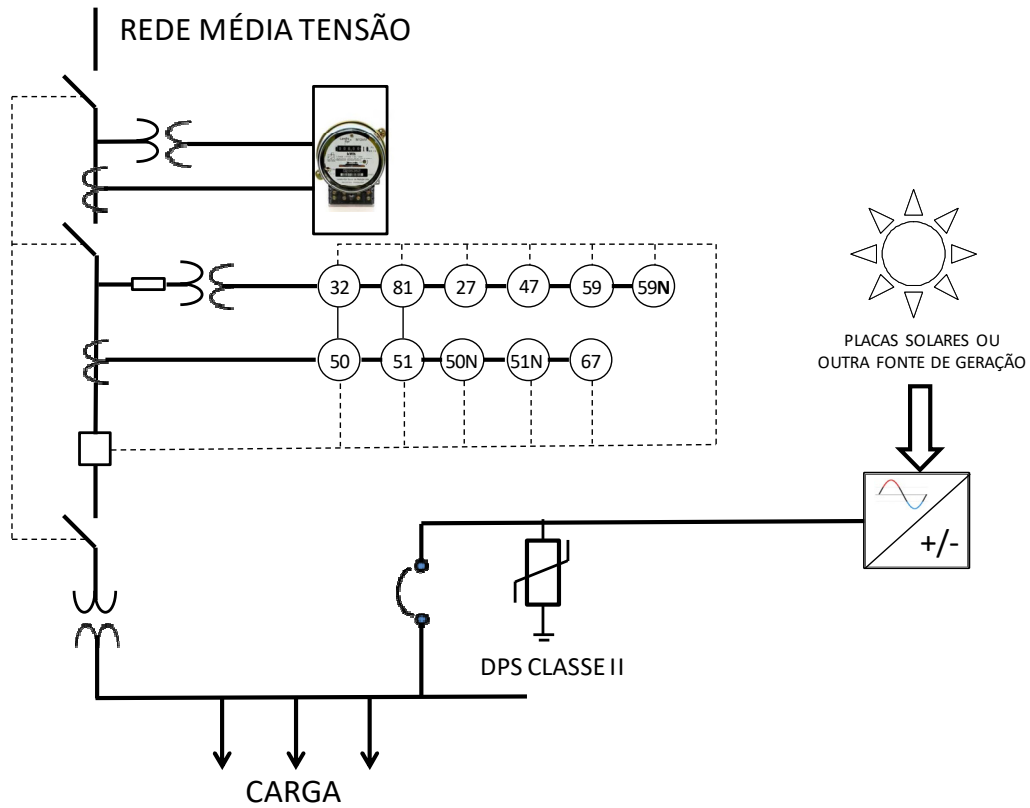 REDE MÉDIA TENSÃO
32 81 27 47 59 59N
50 51 50N 51N 67
PLACAS SOLARES OU
OUTRA FONTE DE GERAÇÃO
+/-
DPS CLASSE II
CARGA